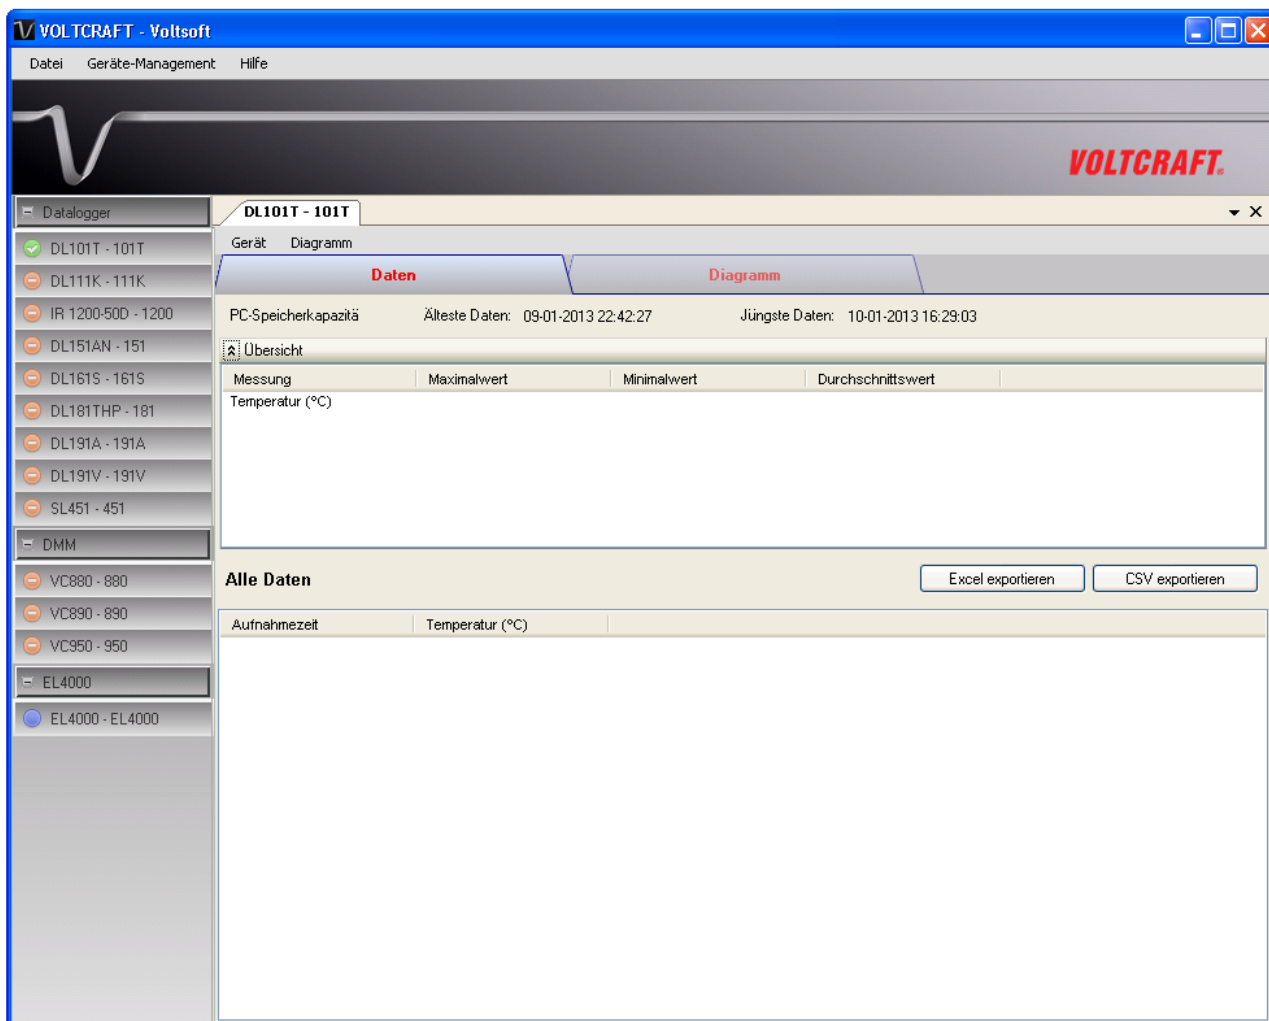 VOLTCRAFT - Voltsoft
Datei Geräte-Management Hilfe
VOLTCRAFT.
Datalogger
DL101T - 101T
DL111K - 111K
IR 1200-50D - 1200
DL151AN - 151
DL161S - 161S
DL181THP - 181
DL191A - 191A
DL191V - 191V
SL451 - 451
DMM
VC880 - 880
VC890 - 890
VC950 - 950
EL4000
EL4000 - EL4000
DL101T - 101T
Gerät Diagramm
Daten Diagramm
PC-Speicherkapazitä Älteste Daten: 09-01-2013 22:42:27 Jüngste Daten: 10-01-2013 16:29:03
Übersicht
Messung Maximalwert Minimalwert Durchschnittswert
Temperatur (°C)
Alle Daten Excel exportieren CSV exportieren
Aufnahmezeit Temperatur (°C)